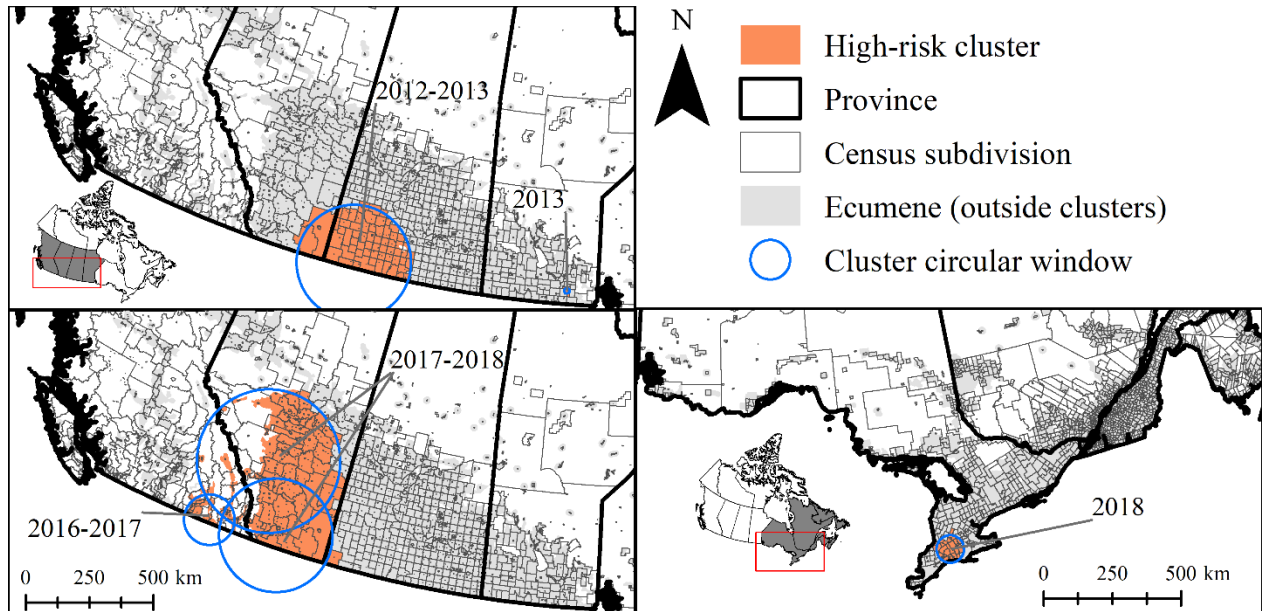 2012-2013
2013
N
High-risk cluster
Province
Census subdivision
Ecumene (outside clusters)
Cluster circular window
2017-2018
2016-2017
0 250 500 km
2018
0 250 500 km